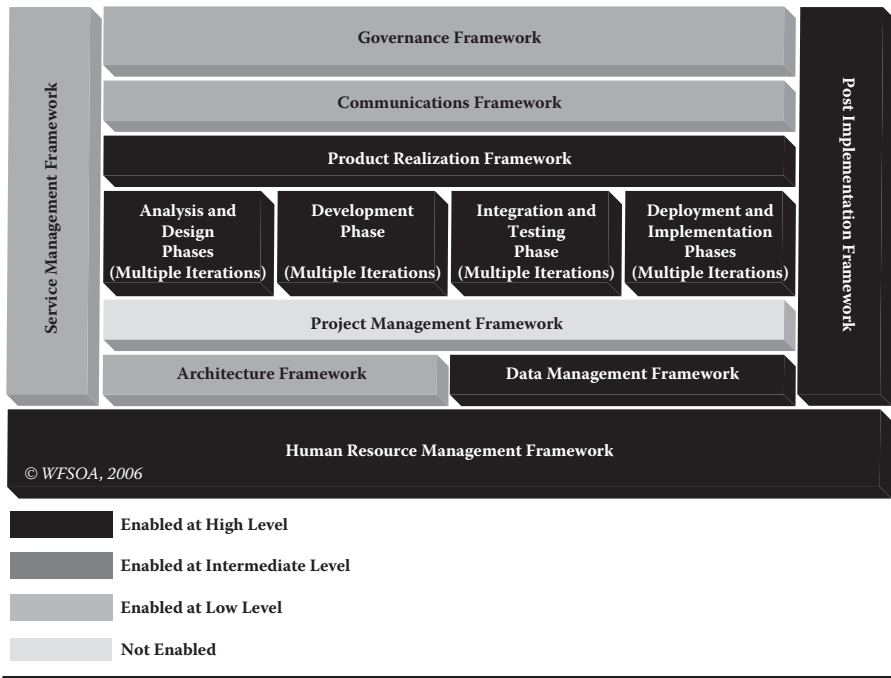 Service Management Framework
Governance Framework
Communications Framework
Product Realization Framework
Analysis and
Design
Phases
(Multiple Iterations)
Development
Phase
(Multiple Iterations)
Integration and
Testing
Phase
(Multiple Iterations)
Deployment and
Implementation
Phases
(Multiple Iterations)
Project Management Framework
Architecture Framework
Data Management Framework
Post Implementation Framework
Human Resource Management Framework
© WFSOA, 2006
Enabled at High Level
Enabled at Intermediate Level
Enabled at Low Level
Not Enabled